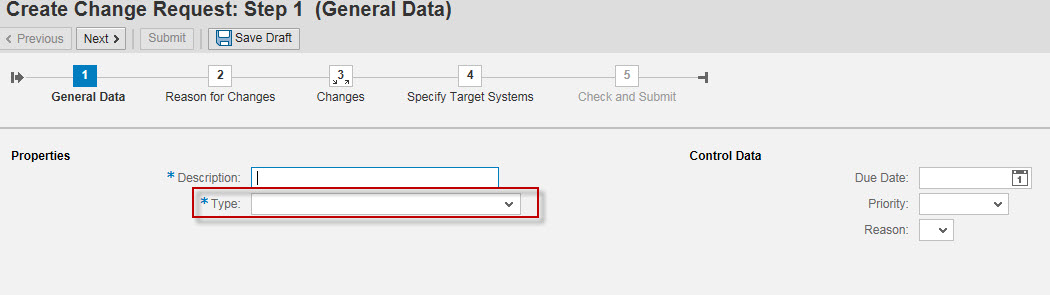 Create Change Request: Step 1 (General Data)
< Previous Next > Submit Save Draft
1 2 3 4 5
General Data Reason for Changes Changes Specify Target Systems Check and Submit
Properties Control Data
* Description: Due Date: 1
* Type: Priority:
Reason: